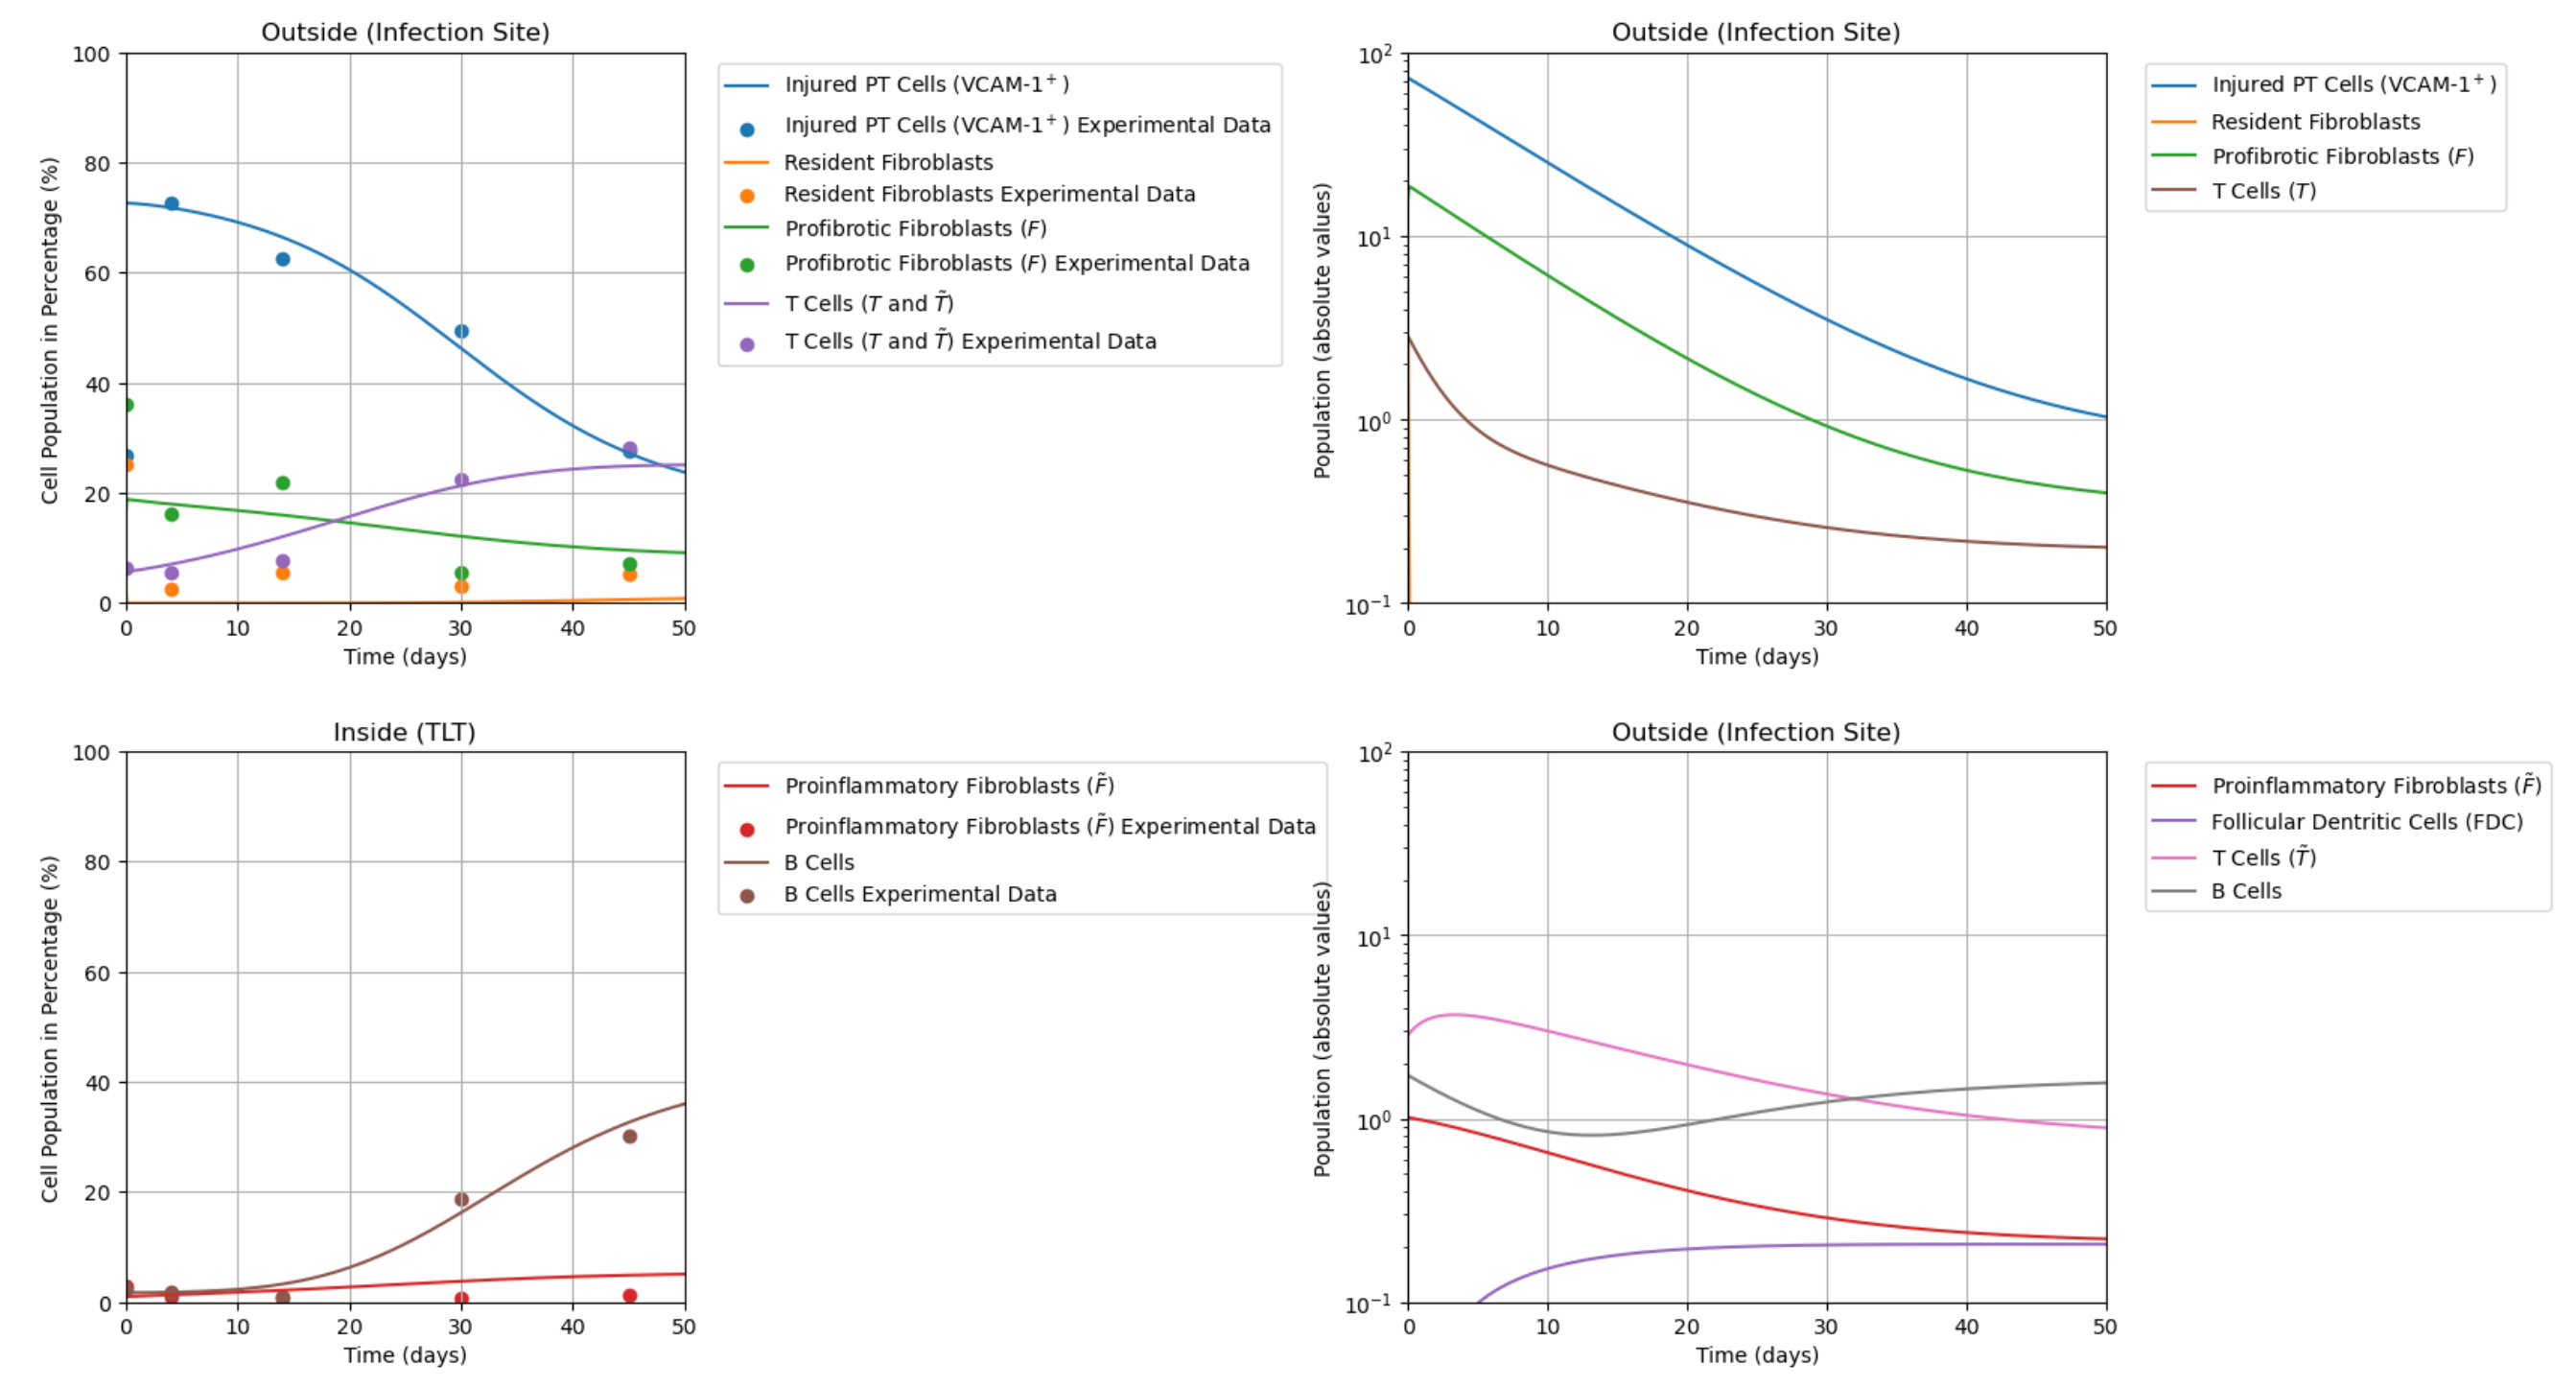 Outside (Infection Site)
Cell Population in Percentage (%)
100
80
60
40
20
0
0 10 20 30 40 50
Time (days)
Injured PT Cells (VCAM-1⁺)
Injured PT Cells (VCAM-1⁺) Experimental Data
Resident Fibroblasts
Resident Fibroblasts Experimental Data
Profibrotic Fibroblasts (F)
Profibrotic Fibroblasts (F) Experimental Data
T Cells (T and T̃)
T Cells (T and T̃) Experimental Data
Outside (Infection Site)
Population (absolute values)
10²
10¹
10⁰
10⁻¹
0 10 20 30 40 50
Time (days)
Injured PT Cells (VCAM-1⁺)
Resident Fibroblasts
Profibrotic Fibroblasts (F)
T Cells (T)
Inside (TLT)
Cell Population in Percentage (%)
100
80
60
40
20
0
0 10 20 30 40 50
Time (days)
Proinflammatory Fibroblasts (F̃)
Proinflammatory Fibroblasts (F̃) Experimental Data
B Cells
B Cells Experimental Data
Outside (Infection Site)
Population (absolute values)
10²
10¹
10⁰
10⁻¹
0 10 20 30 40 50
Time (days)
Proinflammatory Fibroblasts (F̃)
Follicular Dentritic Cells (FDC)
T Cells (T̃)
B Cells